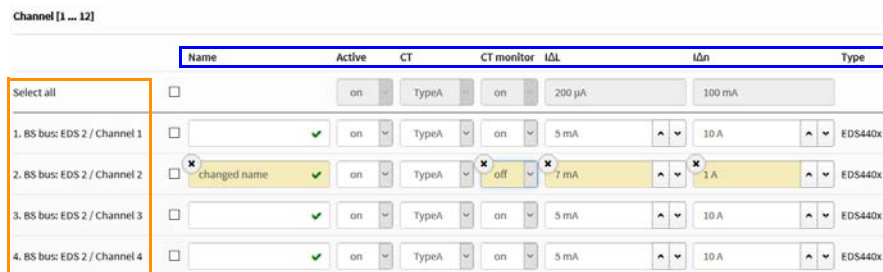 Channel [1 ... 12]
Name Active CT CT monitor IΔL IΔn Type
Select all on TypeA on 200 µA 100 mA
1. BS bus: EDS 2 / Channel 1 on TypeA on 5 mA 10 A EDS440x
2. BS bus: EDS 2 / Channel 2 changed name on TypeA off 7 mA 1 A EDS440x
3. BS bus: EDS 2 / Channel 3 on TypeA on 5 mA 10 A EDS440x
4. BS bus: EDS 2 / Channel 4 on TypeA on 5 mA 10 A EDS440x